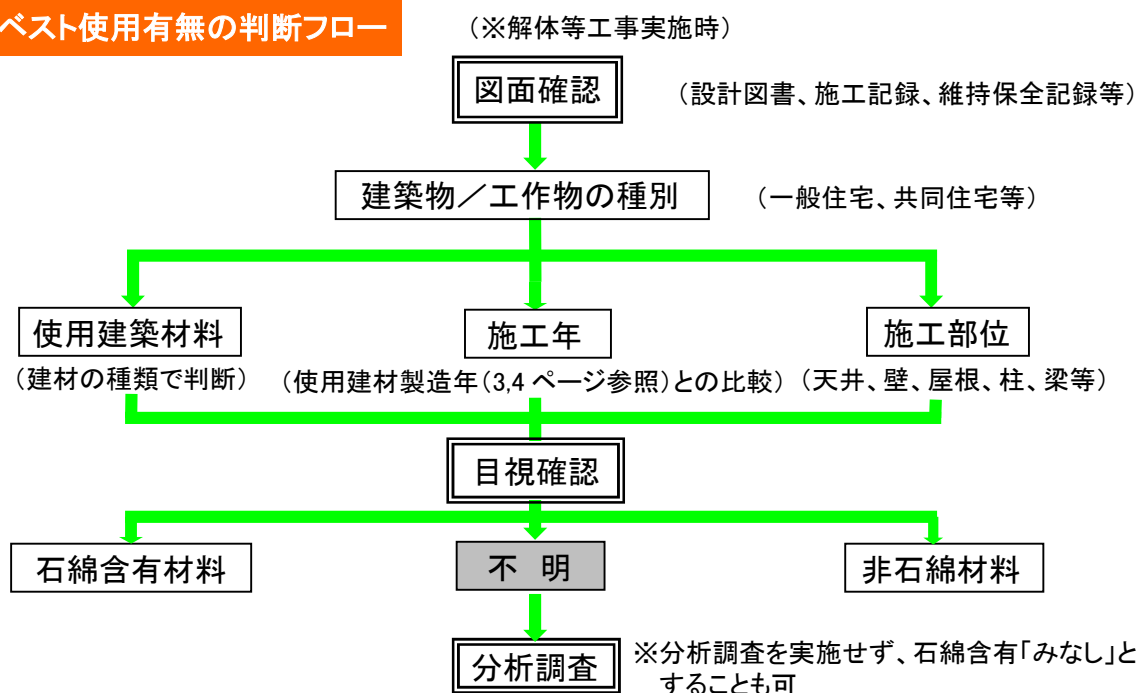 ベスト使用有無の判断フロー
(※解体等工事実施時)
図面確認
(設計図書、施工記録、維持保全記録等)
建築物/工作物の種別
(一般住宅、共同住宅等)
使用建築材料
施工年
施工部位
(建材の種類で判断)
(使用建材製造年(3,4 ページ参照)との比較)
(天井、壁、屋根、柱、梁等)
目視確認
石綿含有材料
不 明
非石綿材料
分析調査
※分析調査を実施せず、石綿含有「みなし」と
することも可